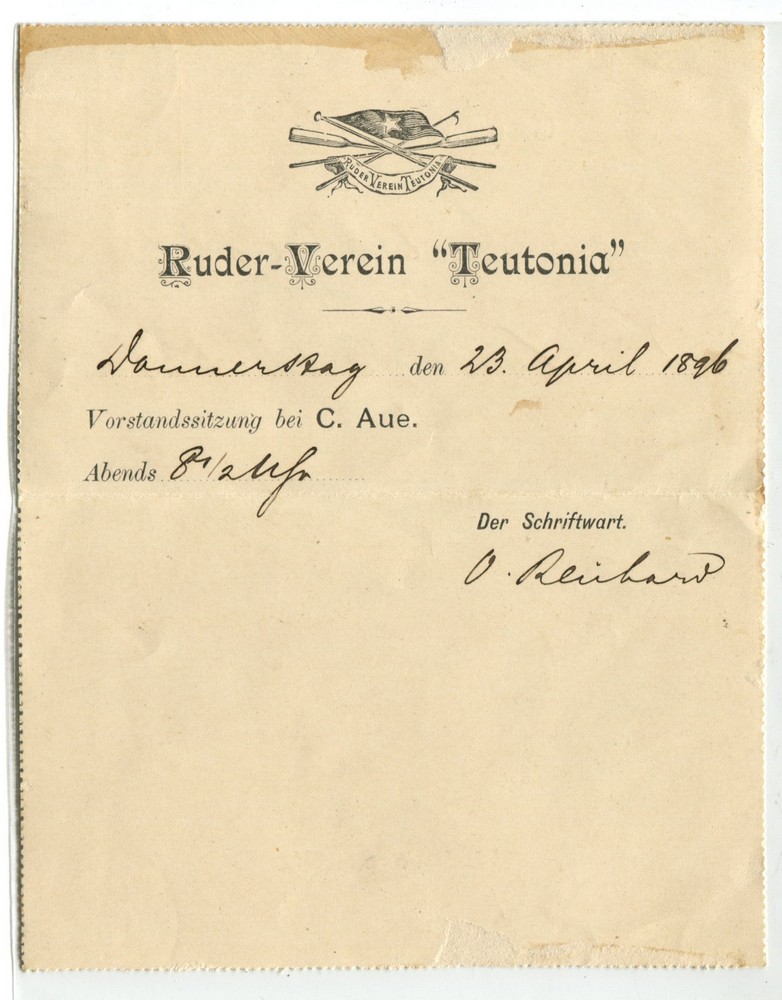 RUDER VEREIN TEUTONIA
Ruder-Verein “Teutonia”
Donnerstag den 23. April 1896
Vorstandssitzung bei C. Aue.
Abends 8 1/2 Uhr
Der Schriftwart.
O. Reinhard